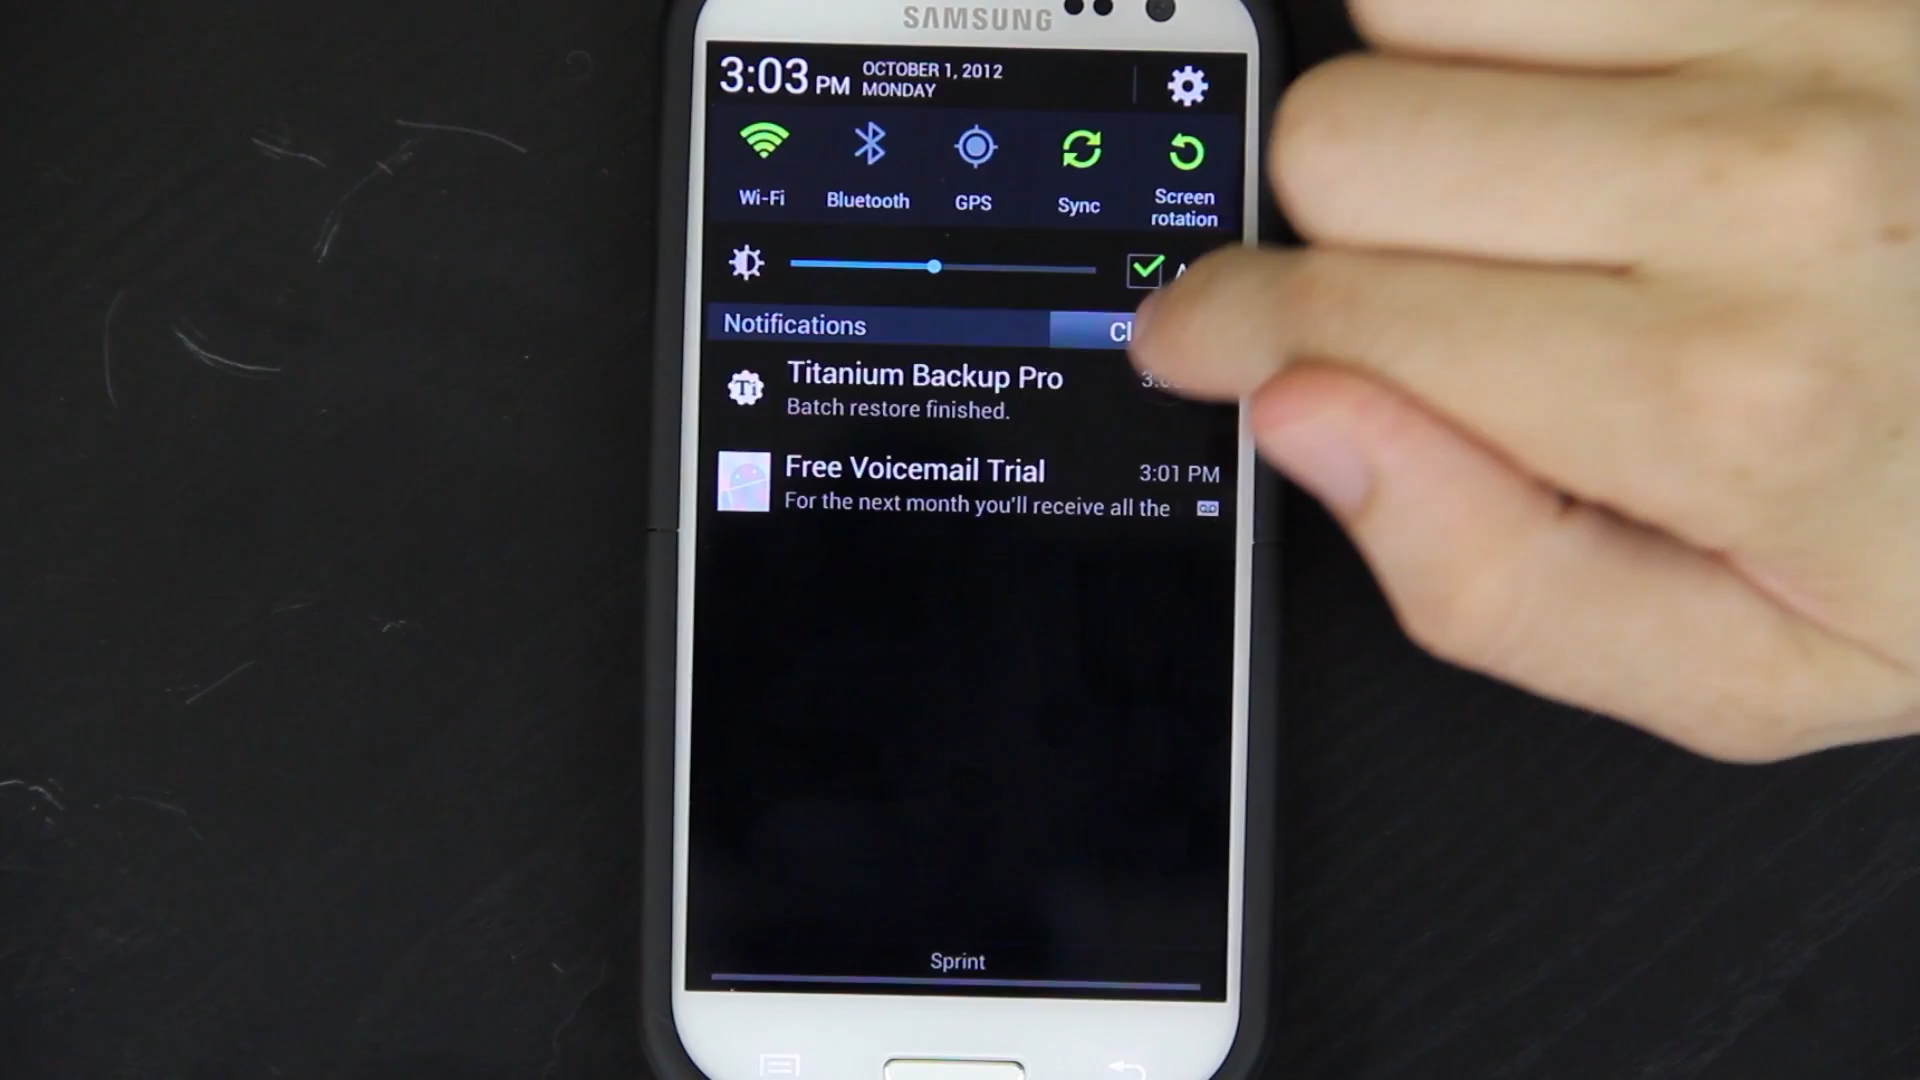 SAMSUNG
3:03 PM
OCTOBER 1, 2012
MONDAY
Wi-Fi
Bluetooth
GPS
Sync
Screen
rotation
Notifications
Titanium Backup Pro
Batch restore finished.
Ti
Free Voicemail Trial
3:01 PM
For the next month you'll receive all the
Sprint